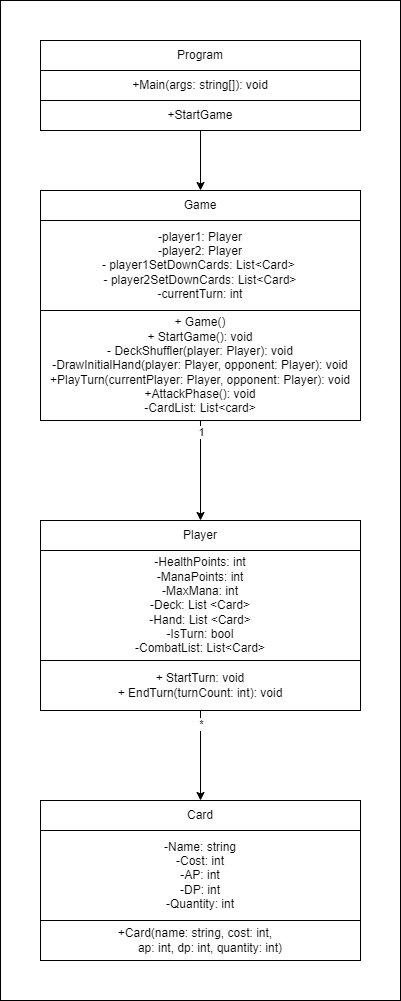 Program
+Main(args: string[]): void
+StartGame
Game
-player1: Player
-player2: Player
- player1SetDownCards: List<Card>
- player2SetDownCards: List<Card>
-currentTurn: int
+ Game()
+ StartGame(): void
- DeckShuffler(player: Player): void
-DrawInitialHand(player: Player, opponent: Player): void
+PlayTurn(currentPlayer: Player, opponent: Player): void
+AttackPhase(): void
-CardList: List<card>
1
Player
-HealthPoints: int
-ManaPoints: int
-MaxMana: int
-Deck: List <Card>
-Hand: List <Card>
-IsTurn: bool
-CombatList: List<Card>
+ StartTurn: void
+ EndTurn(turnCount: int): void
*
Card
-Name: string
-Cost: int
-AP: int
-DP: int
-Quantity: int
+Card(name: string, cost: int,
ap: int, dp: int, quantity: int)